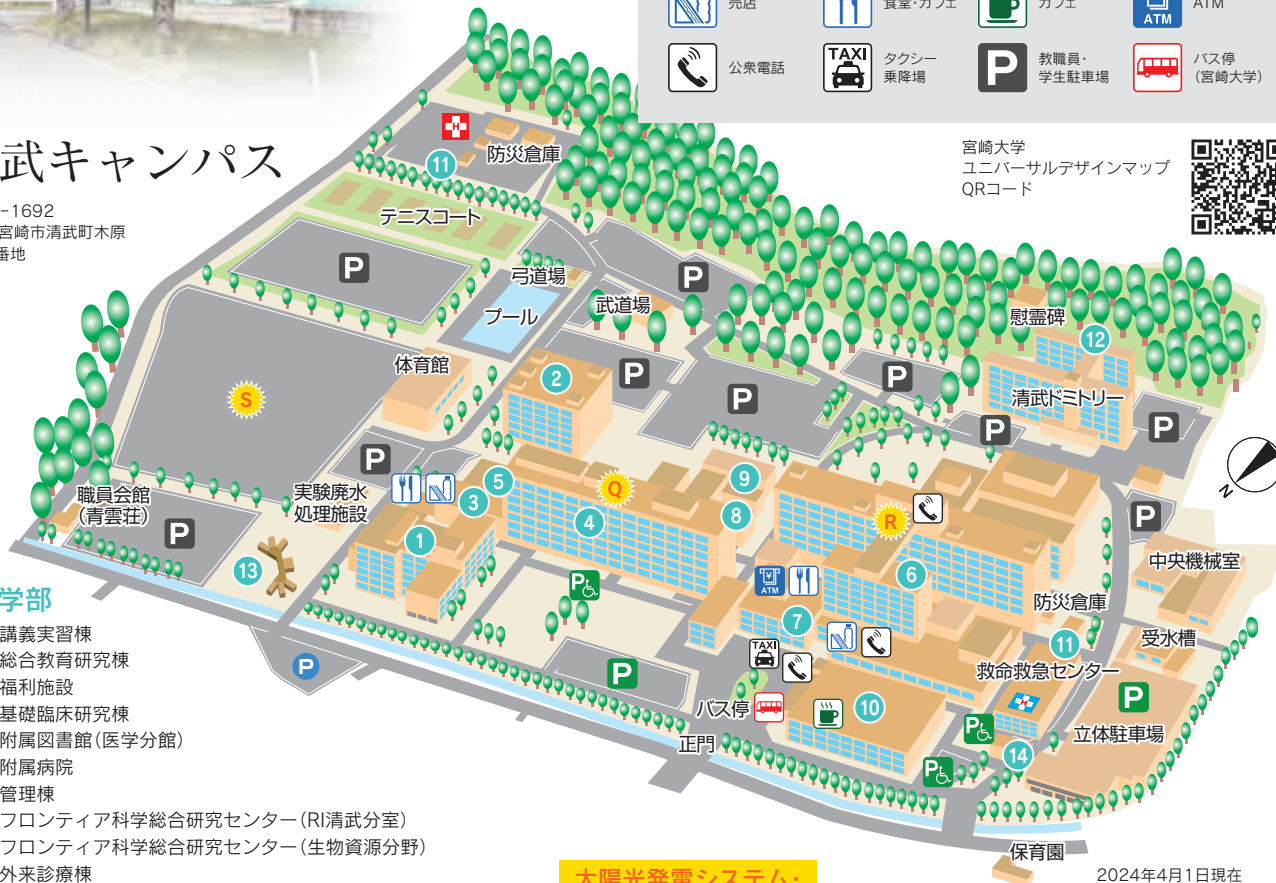 売店
食堂・カフェ
カフェ
ATM
ATM
公衆電話
TAXI
タクシー
乗降場
P
教職員・
学生駐車場
バス停
(宮崎大学)
武キャンパス
-1692
宮崎市清武町木原
番地
宮崎大学
ユニバーサルデザインマップ
QRコード
H
11
防災倉庫
テニスコート
P
弓道場
P
プール
武道場
慰霊碑
12
体育館
2
P
P
P
清武ドミトリー
P
P
S
P
N
職員会館
(青雲荘)
P
実験廃水
処理施設
3
5
Q
4
9
8
R
P
1
6
中央機械室
13
P
ATM
7
防災倉庫
11
受水槽
TAXI
救命救急センター
P
P
P
H
P
立体駐車場
バス停
10
正門
P
14
P
保育園
学部
講義実習棟
総合教育研究棟
福利施設
基礎臨床研究棟
附属図書館(医学分館)
附属病院
管理棟
フロンティア科学総合研究センター(RI清武分室)
フロンティア科学総合研究センター(生物資源分野)
外来診療棟
太陽光発電システム・
2024年4月1日現在